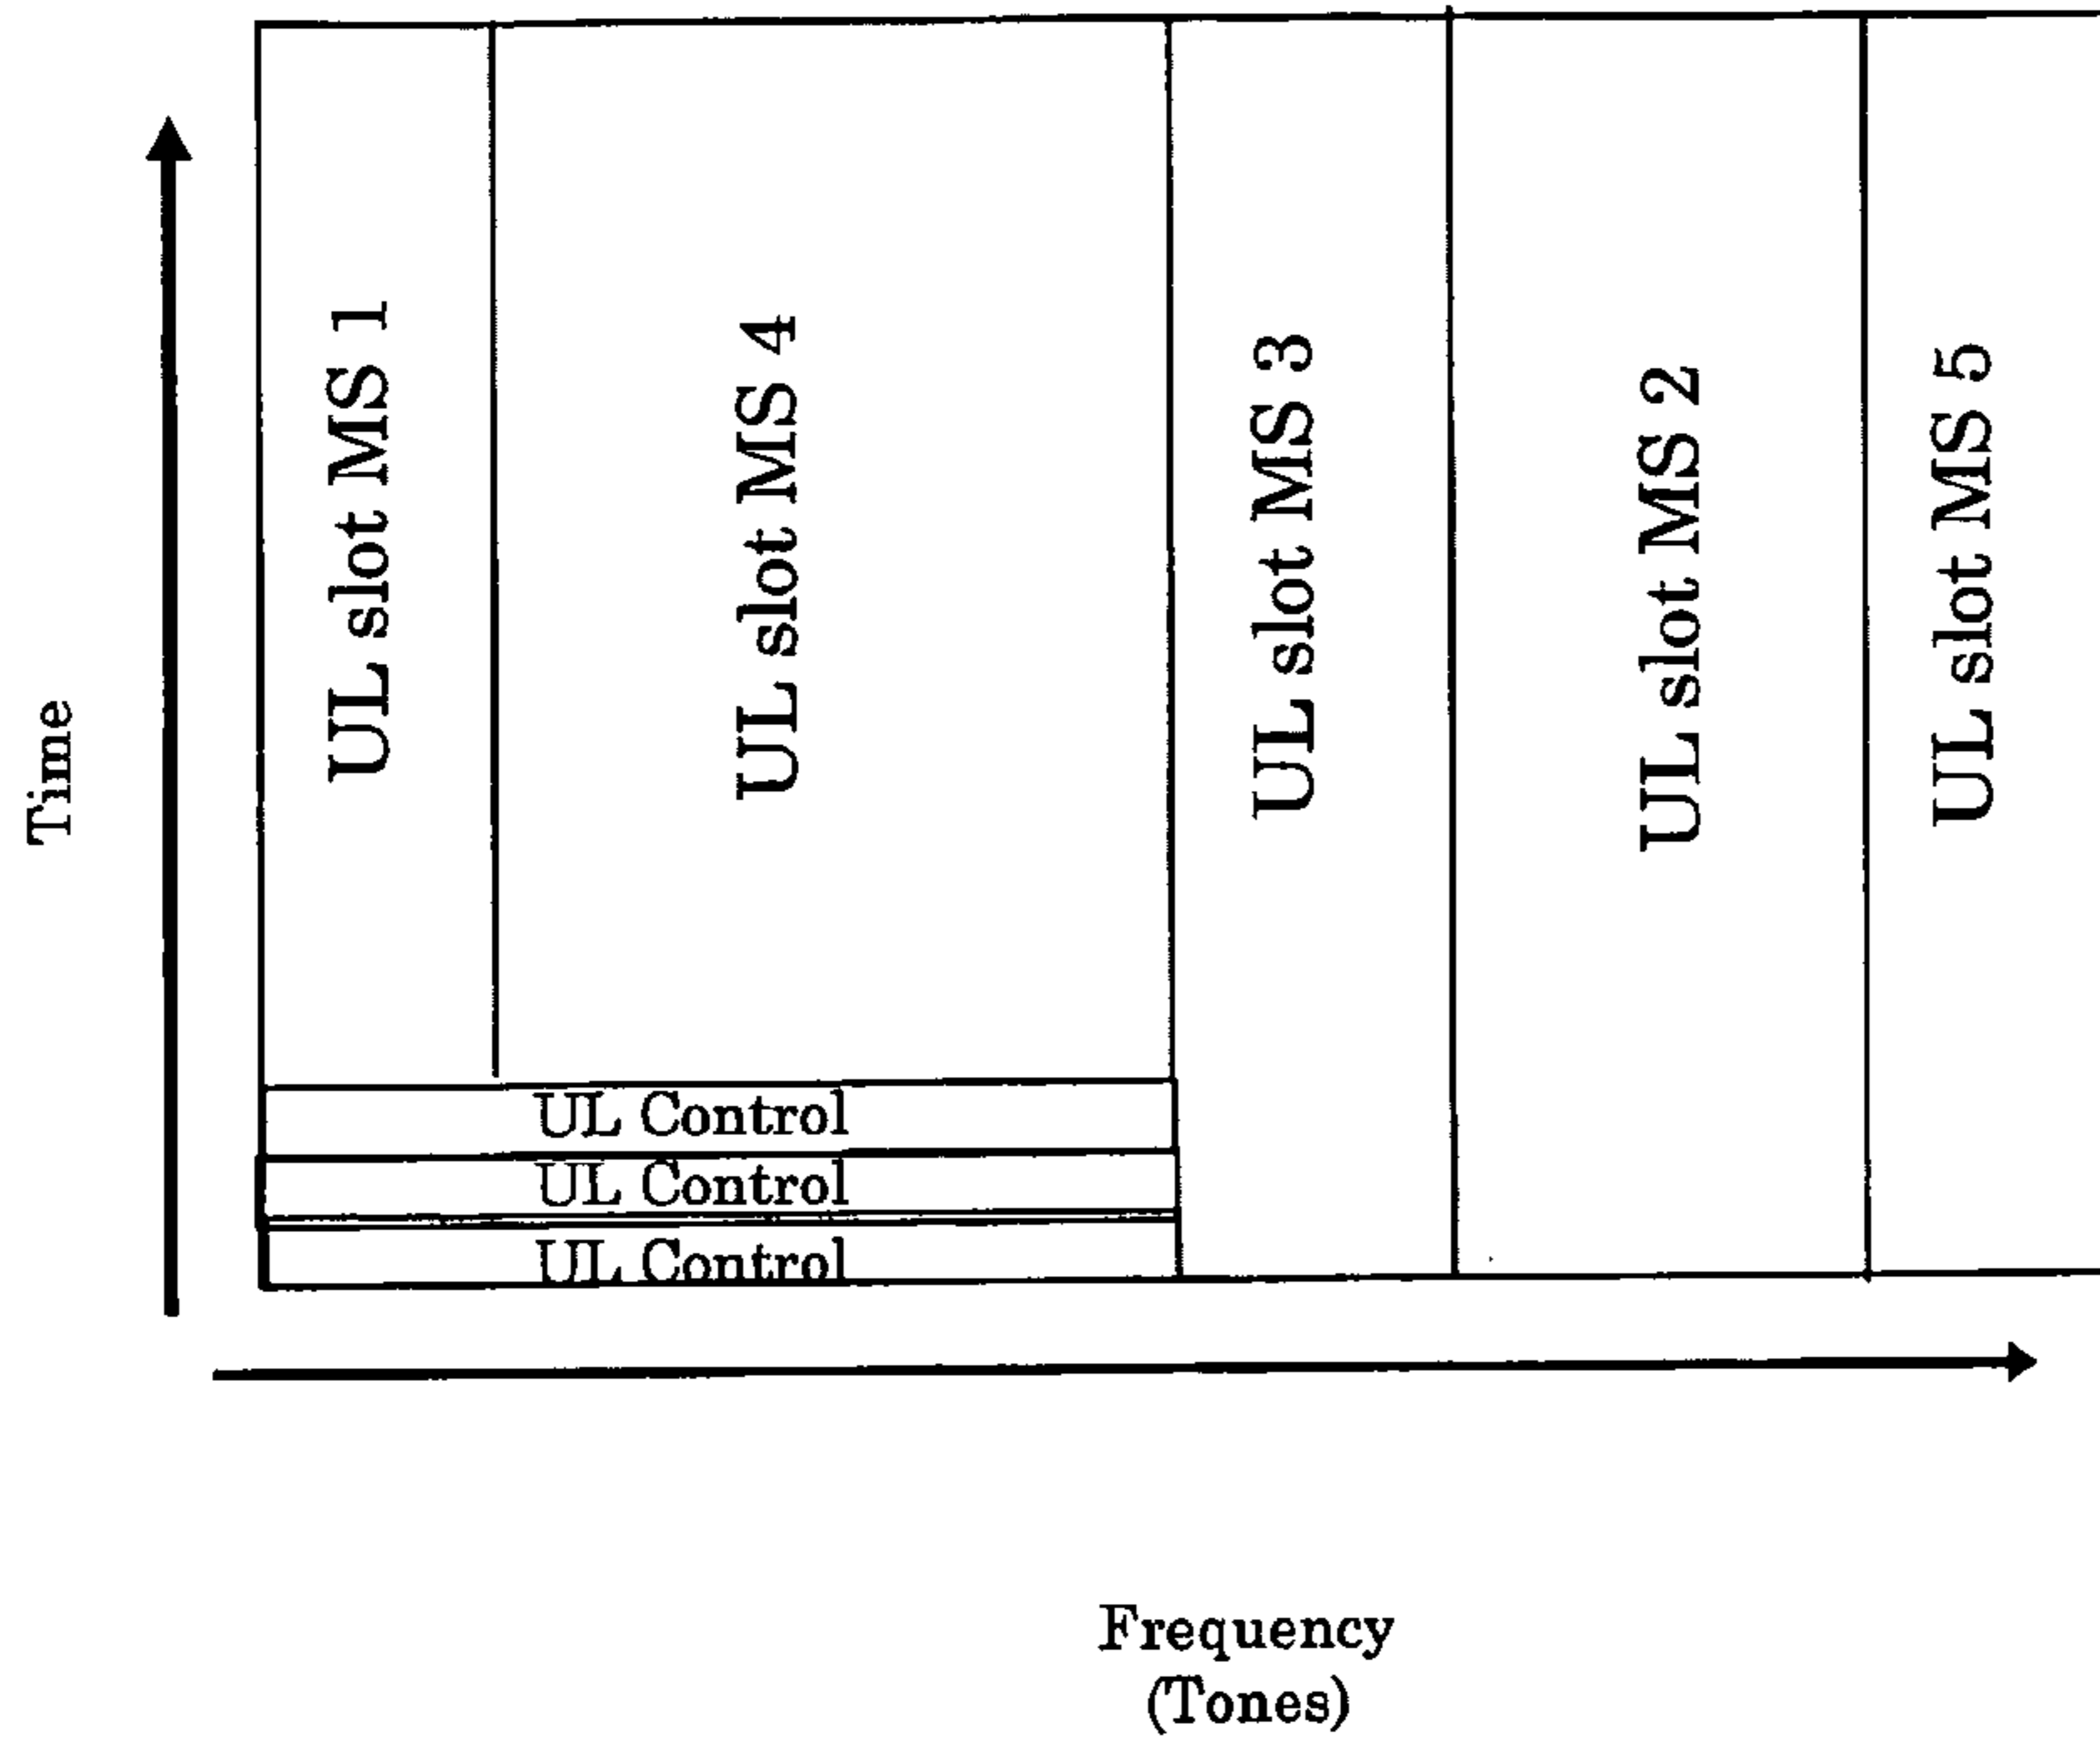 Time
UL slot MS 1
UL slot MS 4
UL slot MS 3
UL slot MS 2
UL slot MS 5
UL Control
UL Control
UL Control
Frequency
(Tones)